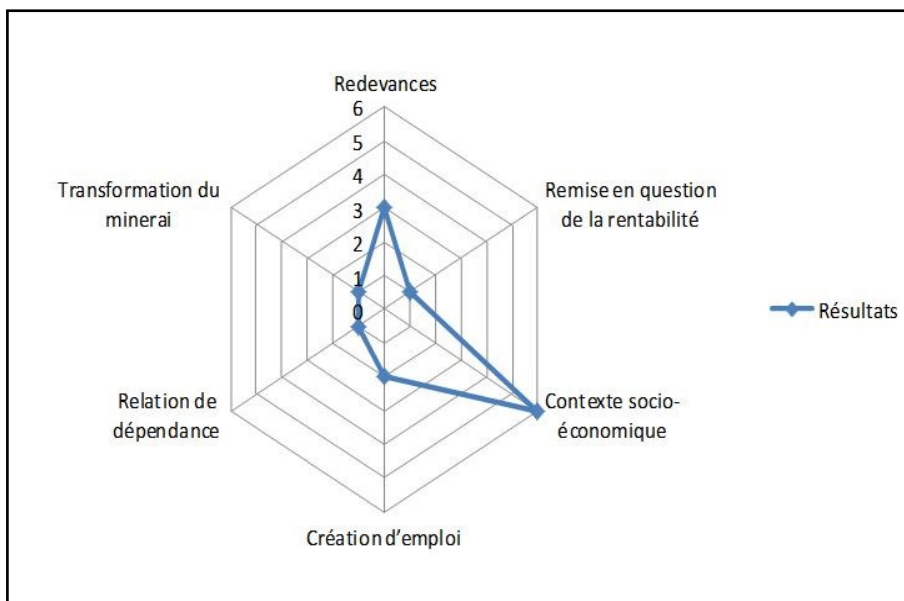 Redevances
6
5
4
3
2
1
0
Transformation du
minerai
Remise en question
de la rentabilité
Résultats
Relation de
dépendance
Contexte socio-
économique
Création d’emploi